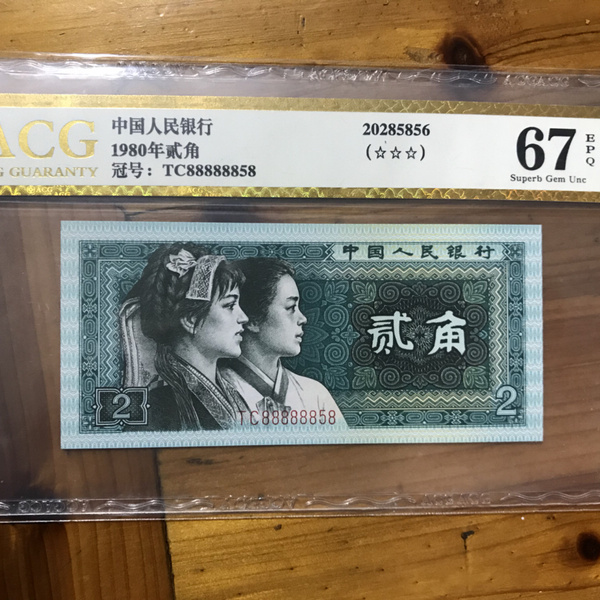 ACG
G GUARANTY
中国人民银行
1980年贰角
冠号：TC88888858
20285856
(☆☆☆)
67
EPQ
Superb Gem Unc
中国人民银行
贰角
2
TC88888858
2